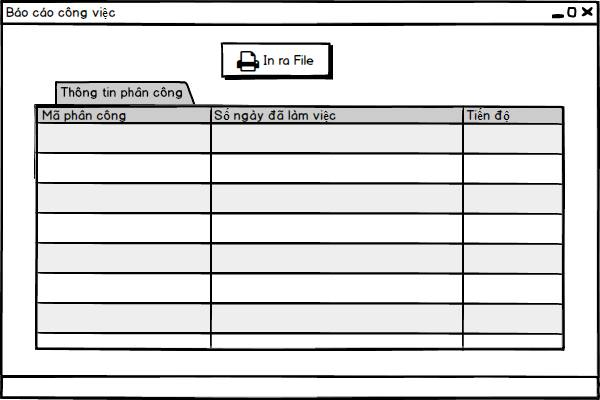 Báo cáo công việc
In ra File
Thông tin phân công
Mã phân công Số ngày đã làm việc Tiến độ